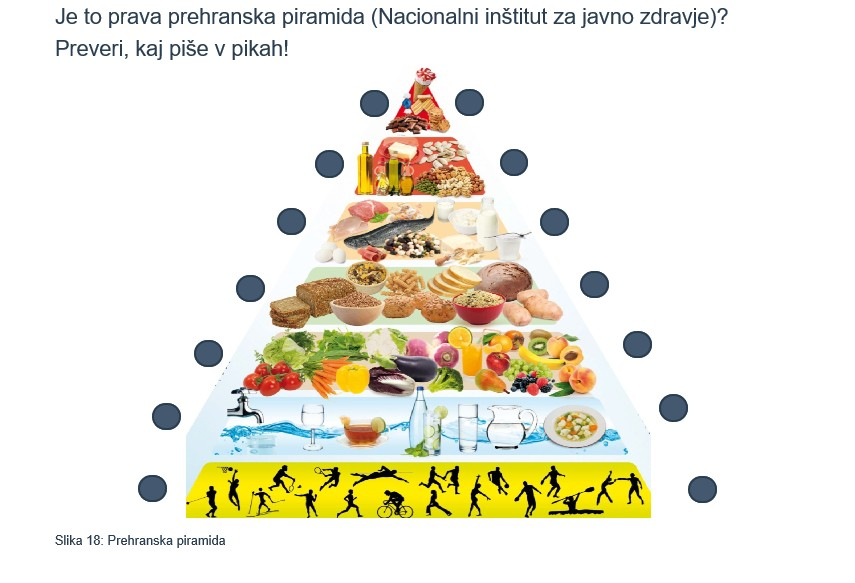 Je to prava prehranska piramida (Nacionalni inštitut za javno zdravje)?
Preveri, kaj piše v pikah!
Slika 18: Prehranska piramida